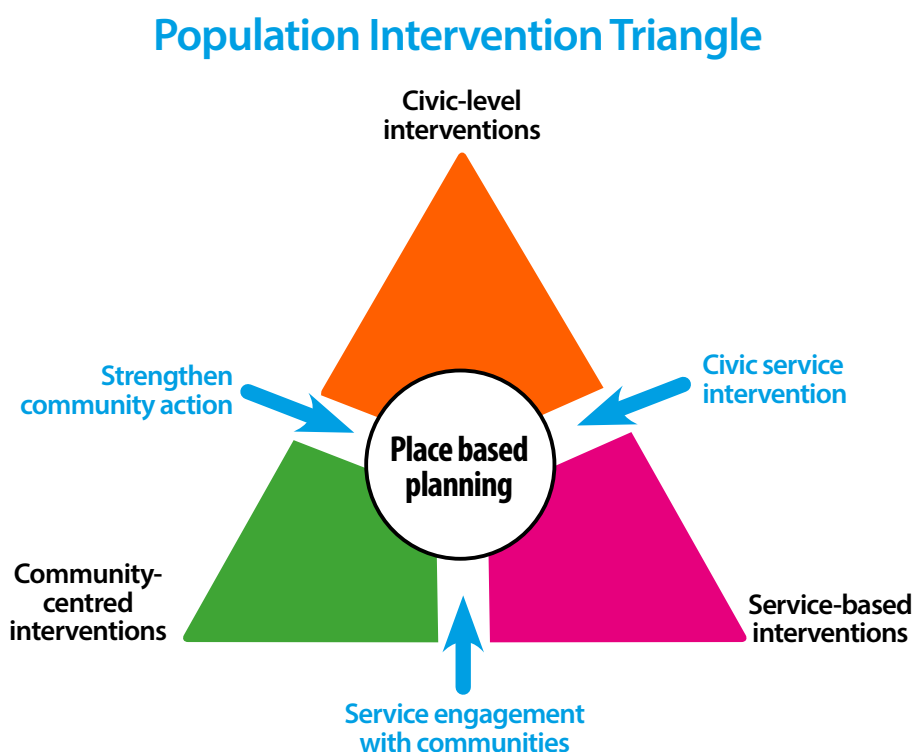 Population Intervention Triangle
Civic-level
interventions
Strengthen
community action
Civic service
intervention
Place based
planning
Community-
centred
interventions
Service-based
interventions
Service engagement
with communities